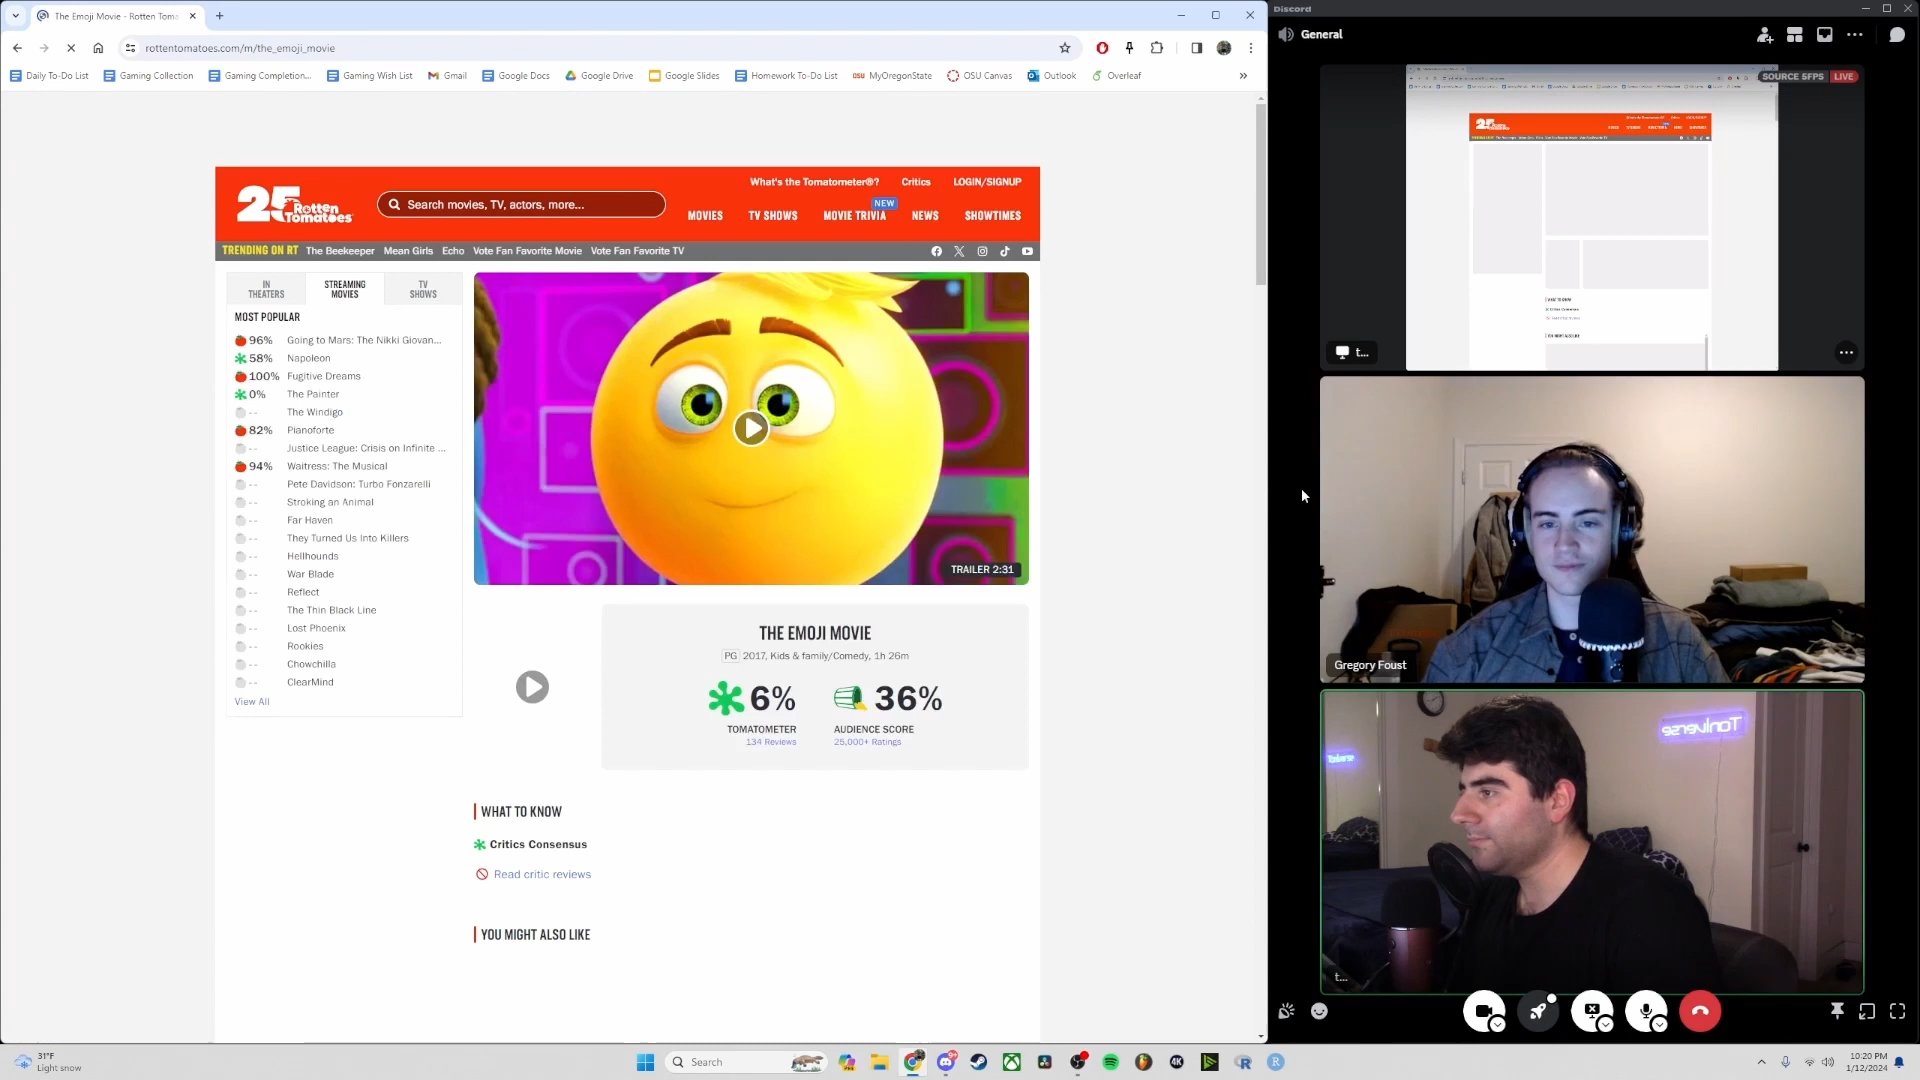 The Emoji Movie - Rotten Toma
rottentomatoes.com/m/the_emoji_movie
Daily To-Do List
Gaming Collection
Gaming Completion...
Gaming Wish List
Gmail
Google Docs
Google Drive
Google Slides
Homework To-Do List
OSU MyOregonState
OSU Canvas
Outlook
Overleaf
25 Rotten Tomatoes
Search movies, TV, actors, more...
What's the Tomatometer®?
Critics
LOGIN/SIGNUP
MOVIES
TV SHOWS
NEW
MOVIE TRIVIA
NEWS
SHOWTIMES
TRENDING ON RT
The Beekeeper
Mean Girls
Echo
Vote Fan Favorite Movie
Vote Fan Favorite TV
IN THEATERS
STREAMING MOVIES
TV SHOWS
MOST POPULAR
96% Going to Mars: The Nikki Giovan...
58% Napoleon
100% Fugitive Dreams
0% The Painter
-- The Windigo
82% Pianoforte
-- Justice League: Crisis on Infinite ...
94% Waitress: The Musical
-- Pete Davidson: Turbo Fonzarelli
-- Stroking an Animal
-- Far Haven
-- They Turned Us Into Killers
-- Hellhounds
-- War Blade
-- Reflect
-- The Thin Black Line
-- Lost Phoenix
-- Rookies
-- Chowchilla
-- ClearMind
View All
TRAILER 2:31
THE EMOJI MOVIE
PG 2017, Kids & family/Comedy, 1h 26m
6%
TOMATOMETER
134 Reviews
36%
AUDIENCE SCORE
25,000+ Ratings
WHAT TO KNOW
Critics Consensus
Read critic reviews
YOU MIGHT ALSO LIKE
Discord
General
SOURCE 5FPS
LIVE
t...
Gregory Foust
Toniverse
t...
31°F
Light snow
Search
4K
10:20 PM
1/12/2024